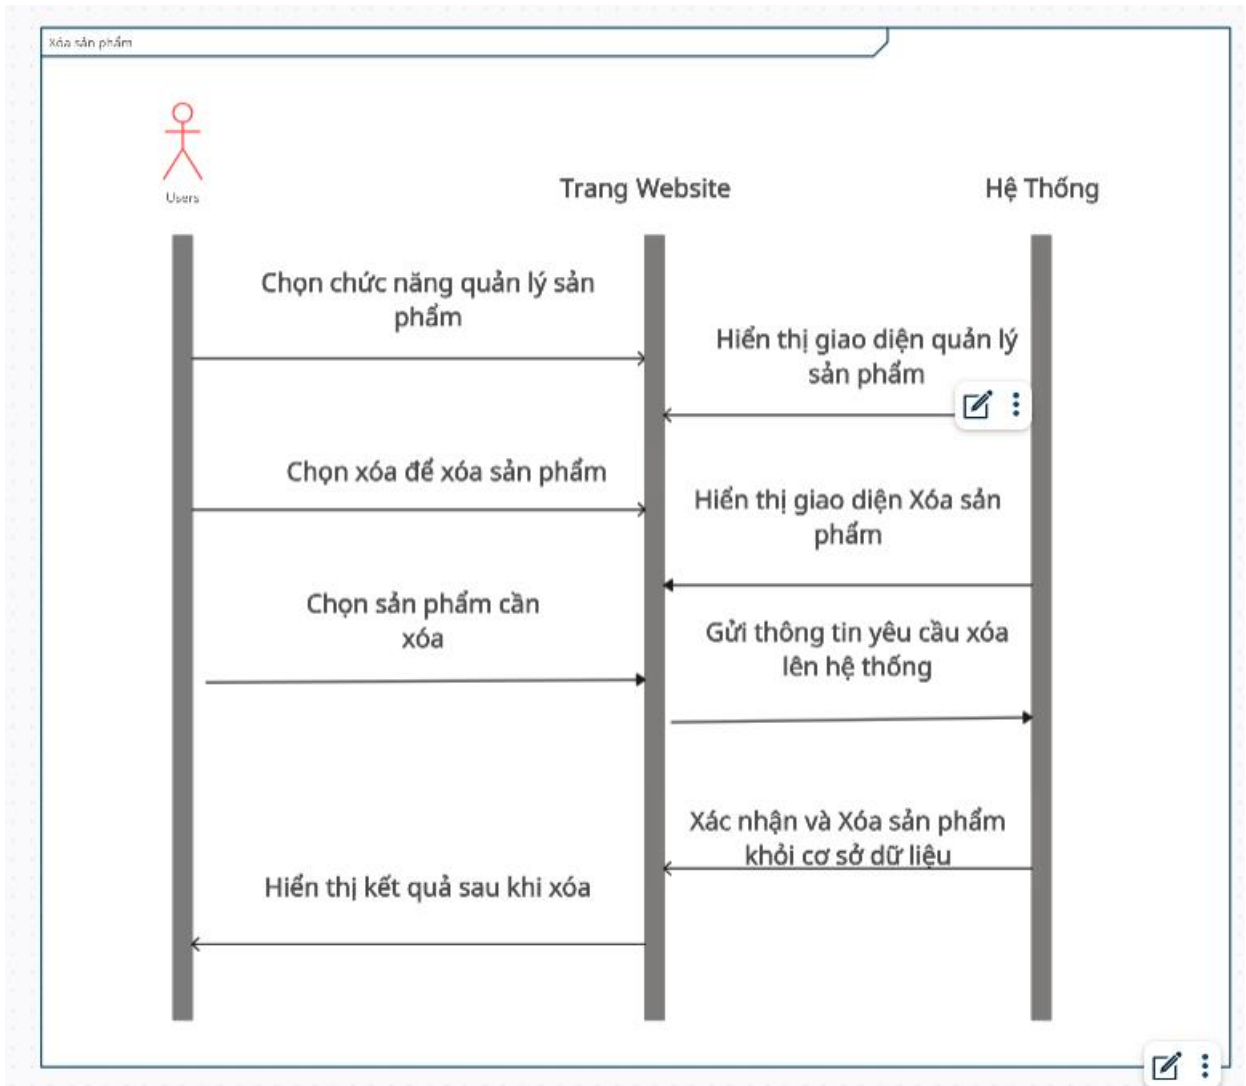 Xóa sản phẩm
Users
Trang Website
Hệ Thống
Chọn chức năng quản lý sản
phẩm
Hiển thị giao diện quản lý
sản phẩm
Chọn xóa để xóa sản phẩm
Hiển thị giao diện Xóa sản
phẩm
Chọn sản phẩm cần
xóa
Gửi thông tin yêu cầu xóa
lên hệ thống
Xác nhận và Xóa sản phẩm
khỏi cơ sở dữ liệu
Hiển thị kết quả sau khi xóa